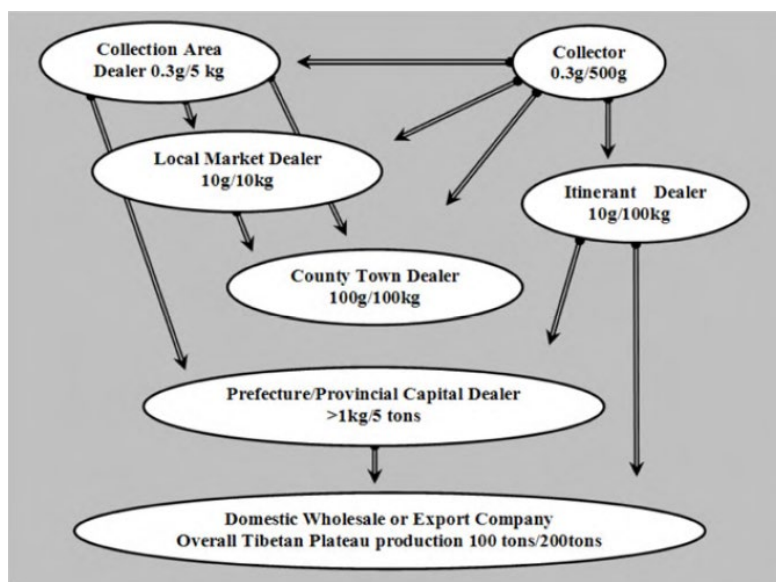 Collection Area
Dealer 0.3g/5 kg
Collector
0.3g/500g
Local Market Dealer
10g/10kg
Itinerant Dealer
10g/100kg
County Town Dealer
100g/100kg
Prefecture/Provincial Capital Dealer
>1kg/5 tons
Domestic Wholesale or Export Company
Overall Tibetan Plateau production 100 tons/200tons